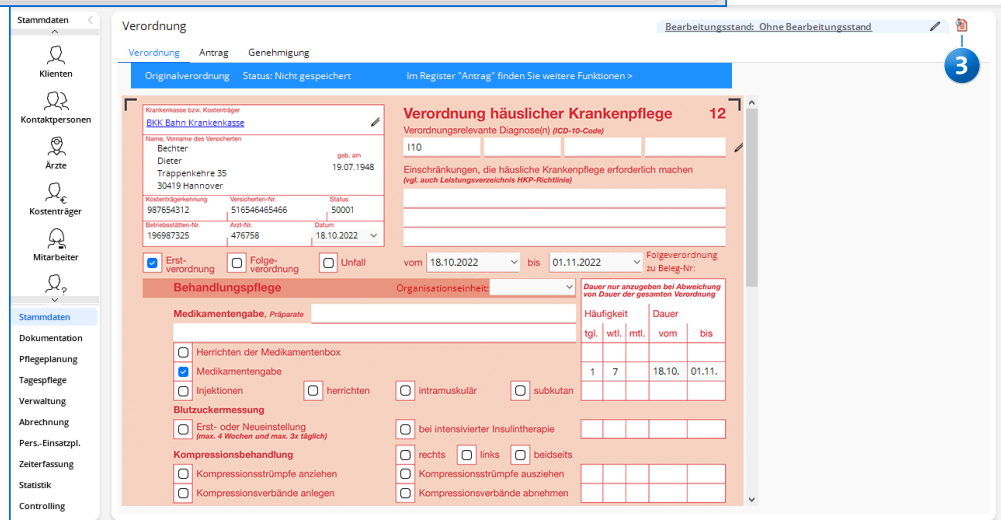 Stammdaten
Klienten
Kontaktpersonen
Ärzte
€
Kostenträger
Mitarbeiter
?
Stammdaten
Dokumentation
Pflegeplanung
Tagespflege
Verwaltung
Abrechnung
Pers.-Einsatzpl.
Zeiterfassung
Statistik
Controlling
Verordnung
Bearbeitungsstand: Ohne Bearbeitungsstand
3
Verordnung Antrag Genehmigung
Originalverordnung Status: Nicht gespeichert Im Register "Antrag" finden Sie weitere Funktionen >
Krankenkasse bzw. Kostenträger
BKK Bahn Krankenkasse
Name, Vorname des Versicherten
Bechter
Dieter
Trappenkehre 35
30419 Hannover
geb. am
19.07.1948
Kostenträgerkennung Versicherten-Nr. Status
987654312 516546465466 50001
Betriebsstätten-Nr. Arzt-Nr. Datum
196987325 476758 18.10.2022
Verordnung häuslicher Krankenpflege 12
Verordnungsrelevante Diagnose(n) (ICD-10-Code)
I10
Einschränkungen, die häusliche Krankenpflege erforderlich machen
(vgl. auch Leistungsverzeichnis HKP-Richtlinie)
Erst-verordnung Folge-verordnung Unfall vom 18.10.2022 bis 01.11.2022 Folgeverordnung
zu Beleg-Nr:
Behandlungspflege Organisationseinheit:
Dauer nur anzugeben bei Abweichung
von Dauer der gesamten Verordnung
Medikamentengabe, Präparate
Häufigkeit Dauer
tgl. wtl. mtl. vom bis
Herrichten der Medikamentenbox
Medikamentengabe 1 7 18.10. 01.11.
Injektionen herrichten intramuskulär subkutan
Blutzuckermessung
Erst- oder Neueinstellung
(max. 4 Wochen und max. 3x täglich)
bei intensivierter Insulintherapie
Kompressionsbehandlung rechts links beidseits
Kompressionsstrümpfe anziehen Kompressionsstrümpfe ausziehen
Kompressionsverbände anlegen Kompressionsverbände abnehmen